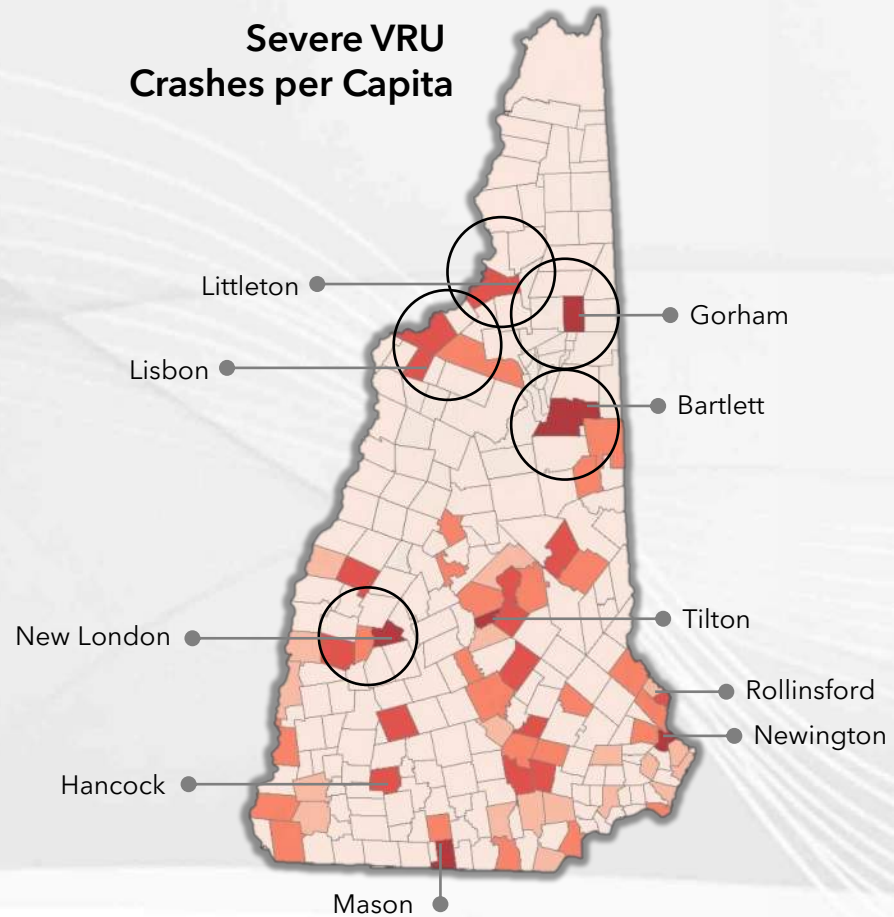 Severe VRU
Crashes per Capita
Littleton
Gorham
Lisbon
Bartlett
New London
Tilton
Rollinsford
Newington
Hancock
Mason